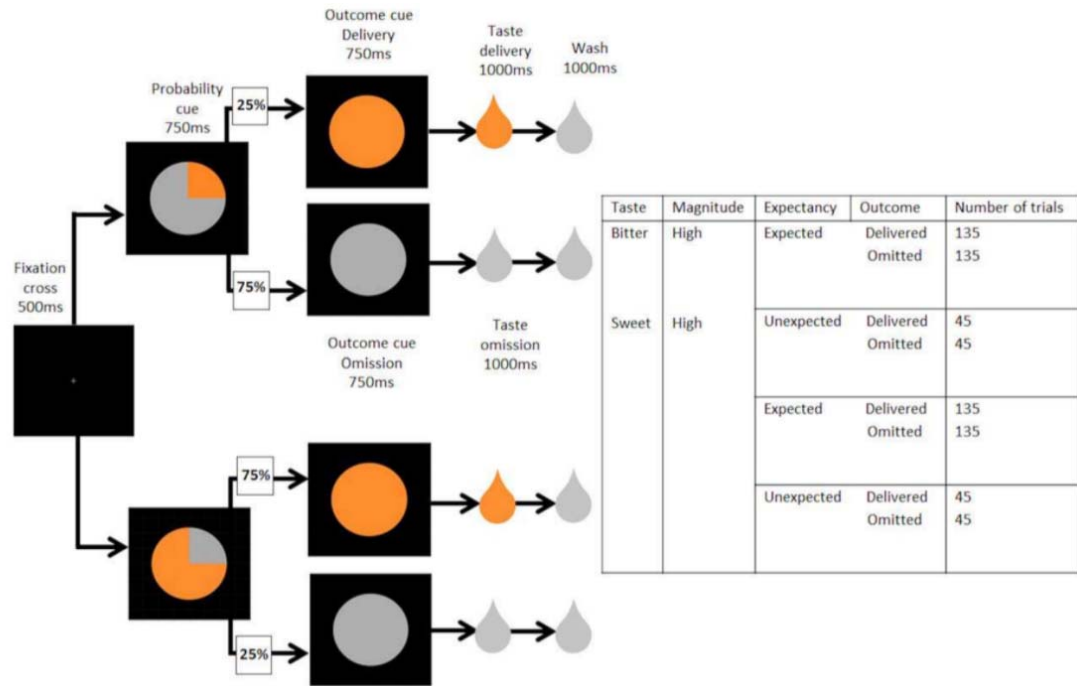 Outcome cue
Delivery
750ms
Taste
delivery
1000ms
Wash
1000ms
Probability
cue
750ms
25%
75%
Fixation
cross
500ms
Outcome cue
Omission
750ms
Taste
omission
1000ms
75%
25%
Taste Magnitude Expectancy Outcome Number of trials
Bitter High Expected Delivered 135
Omitted 135
Sweet High Unexpected Delivered 45
Omitted 45
Expected Delivered 135
Omitted 135
Unexpected Delivered 45
Omitted 45